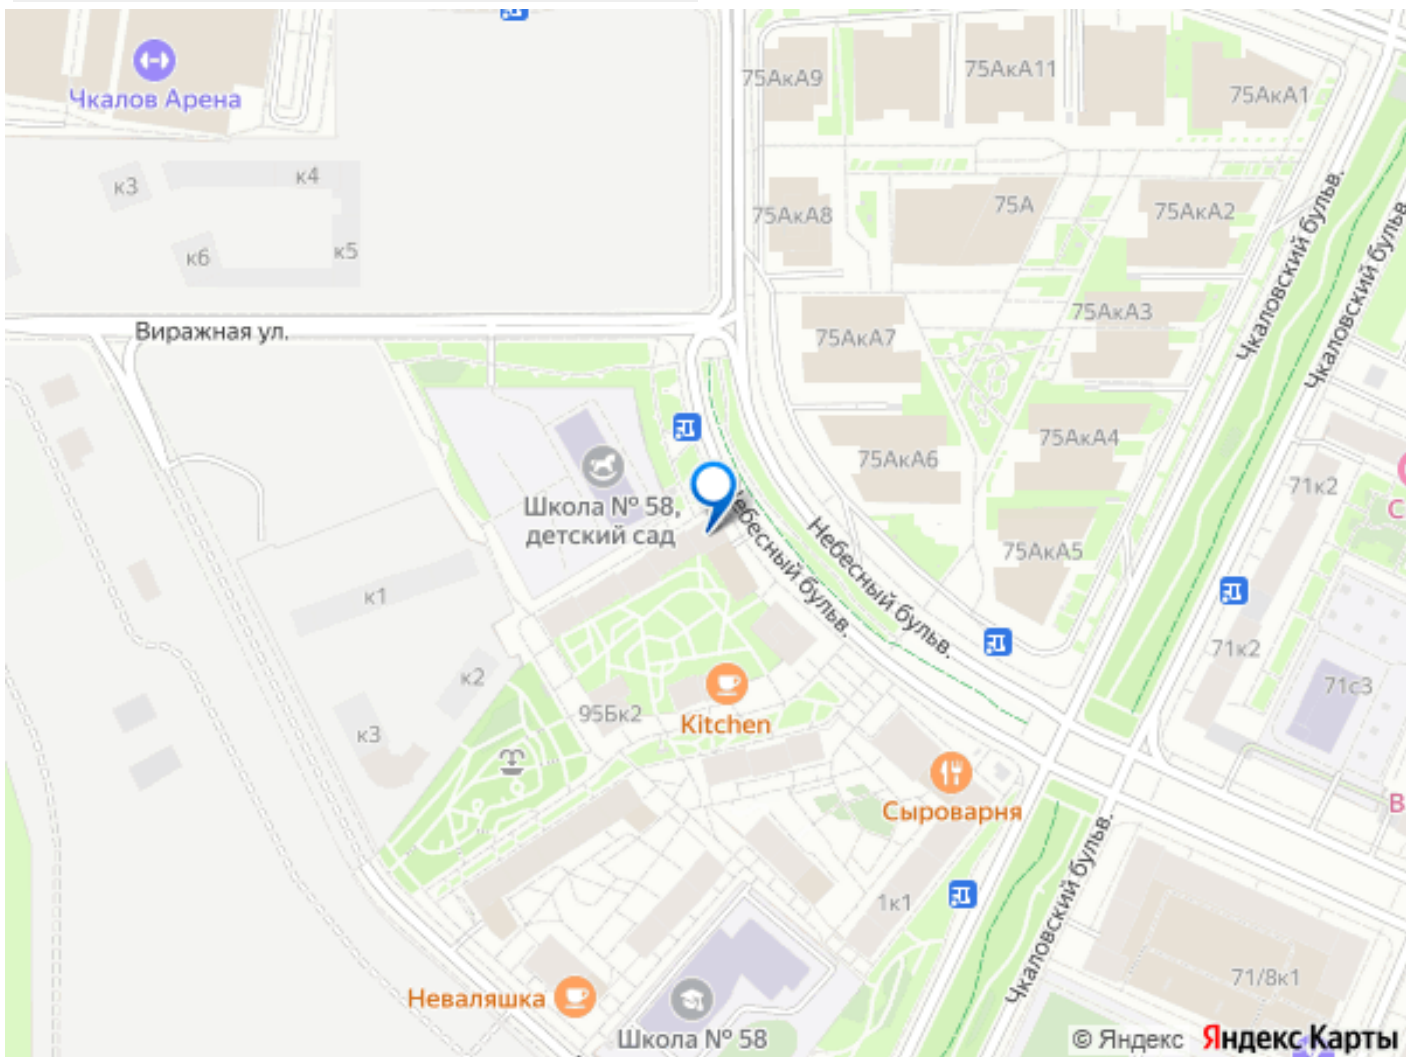 Чкалов Арена
75АкА9
75АкА11
75АкА1
к3
к4
к6
к5
75АкА8
75А
75АкА2
Чкаловский бульв.
Чкаловский бульв.
Виражная ул.
75АкА7
75АкА3
75АкА6
75АкА4
71к2
Школа № 58,
детский сад
Небесный бульв.
Небесный бульв.
75АкА5
к1
к2
к3
95Бк2
Kitchen
71к2
71с3
Сыроварня
Чкаловский бульв.
Чкаловский бульв.
1к1
71/8к1
Неваляшка
Школа № 58
© Яндекс Яндекс Карты